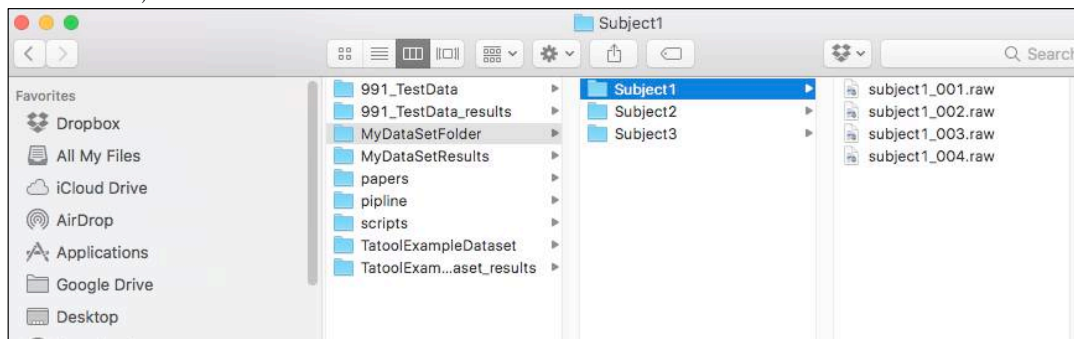 Subject1
Search
Favorites
Dropbox
All My Files
iCloud Drive
AirDrop
Applications
Google Drive
Desktop
991_TestData
991_TestData_results
MyDataSetFolder
MyDataSetResults
papers
pipline
scripts
TatoolExampleDataset
TatoolExam...aset_results
Subject1
Subject2
Subject3
subject1_001.raw
subject1_002.raw
subject1_003.raw
subject1_004.raw